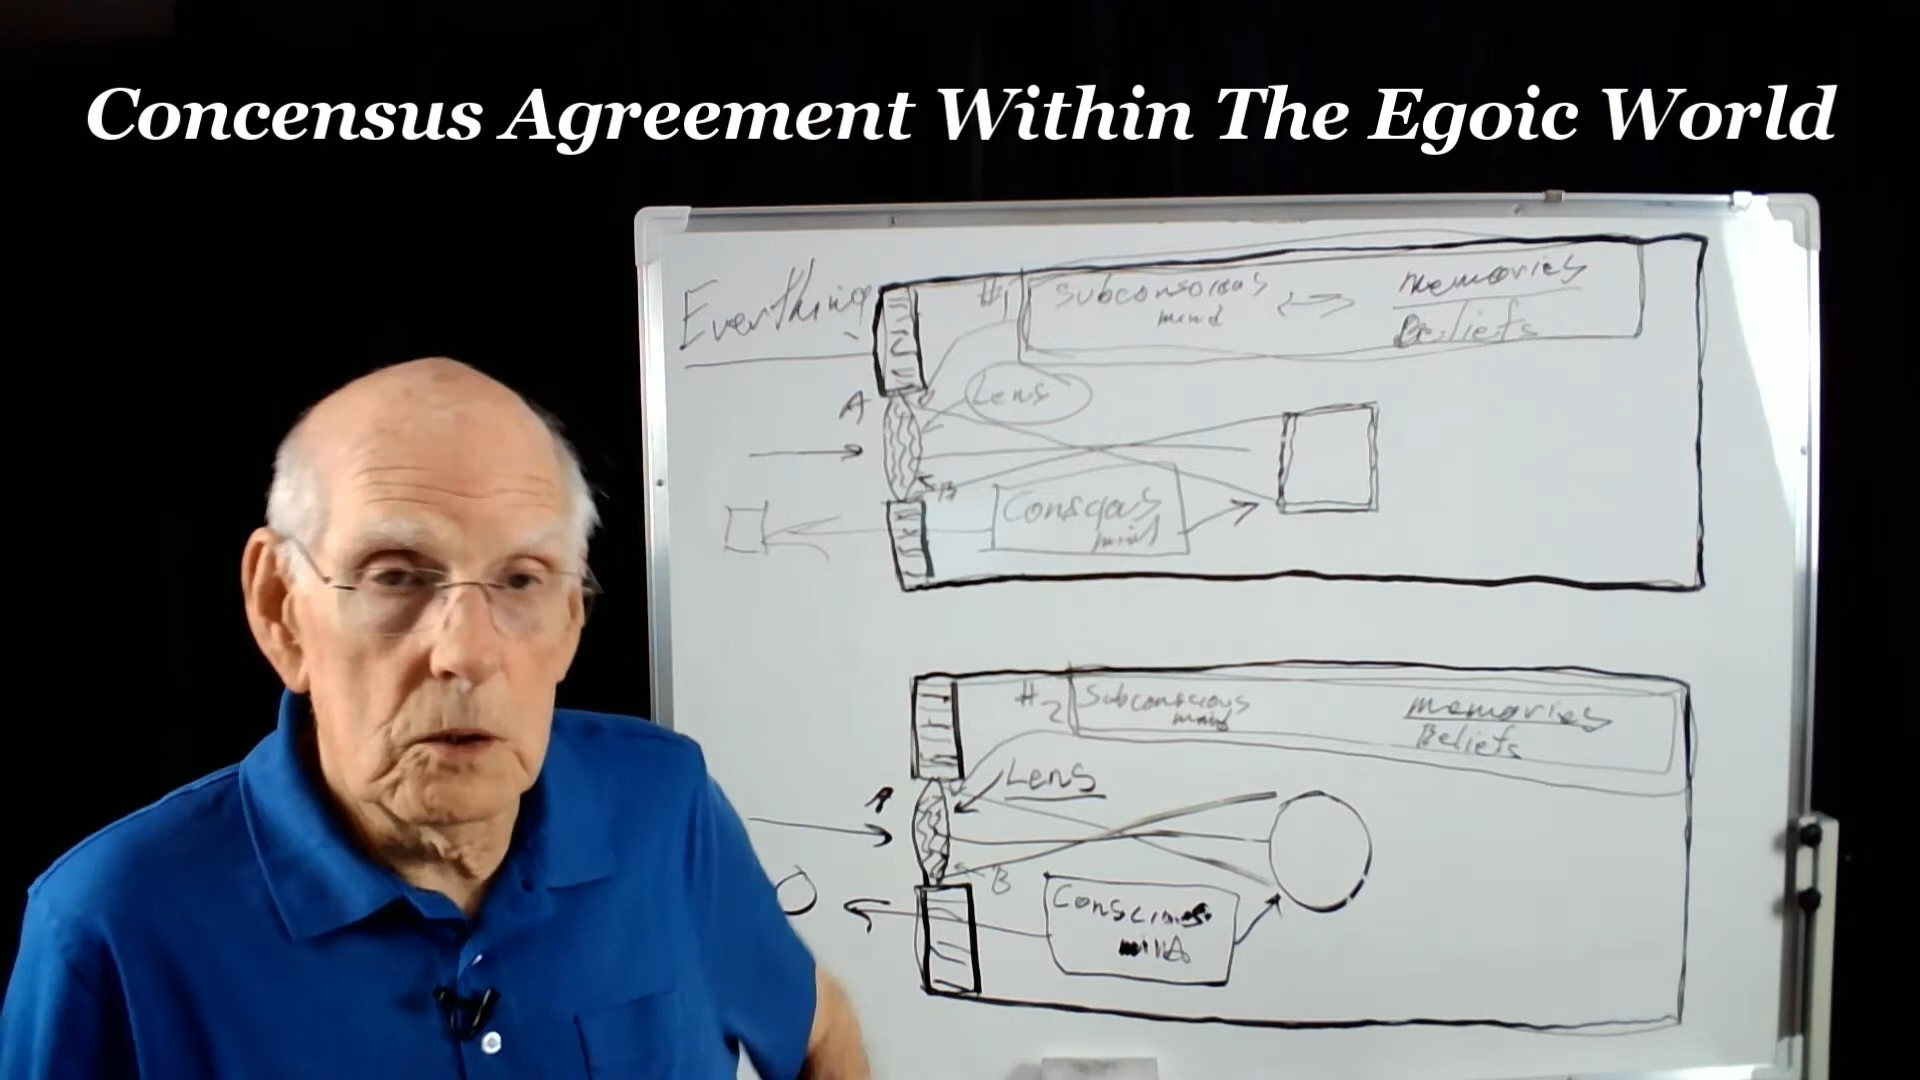 Concensus Agreement Within The Egoic World
Everthing
#1
Subconscious
mind
Memories
Beliefs
A
Lens
B
Conscious
mind
#2
Subconscious
mind
memories
Beliefs
Lens
A
B
Conscious
mind